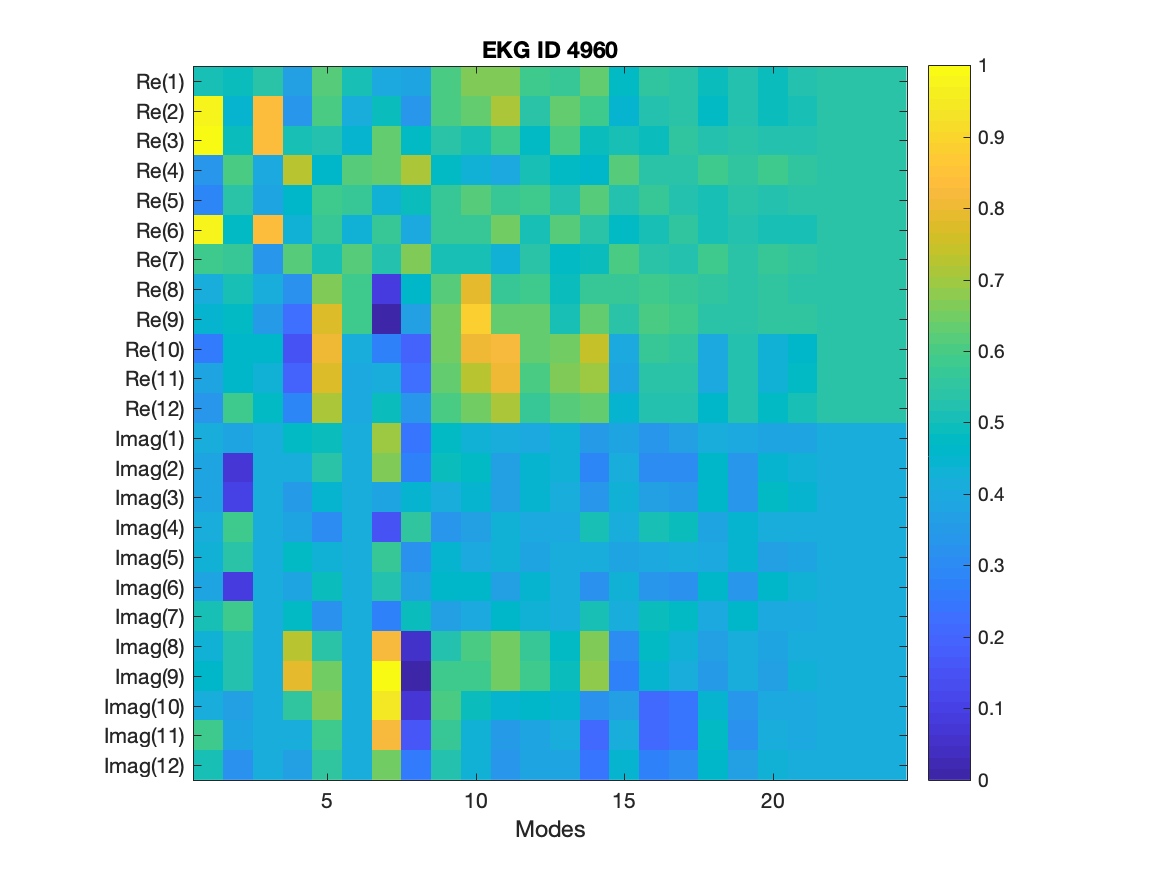 EKG ID 4960
Re(1)
Re(2)
Re(3)
Re(4)
Re(5)
Re(6)
Re(7)
Re(8)
Re(9)
Re(10)
Re(11)
Re(12)
Imag(1)
Imag(2)
Imag(3)
Imag(4)
Imag(5)
Imag(6)
Imag(7)
Imag(8)
Imag(9)
Imag(10)
Imag(11)
Imag(12)
5 10 15 20
Modes
1
0.9
0.8
0.7
0.6
0.5
0.4
0.3
0.2
0.1
0